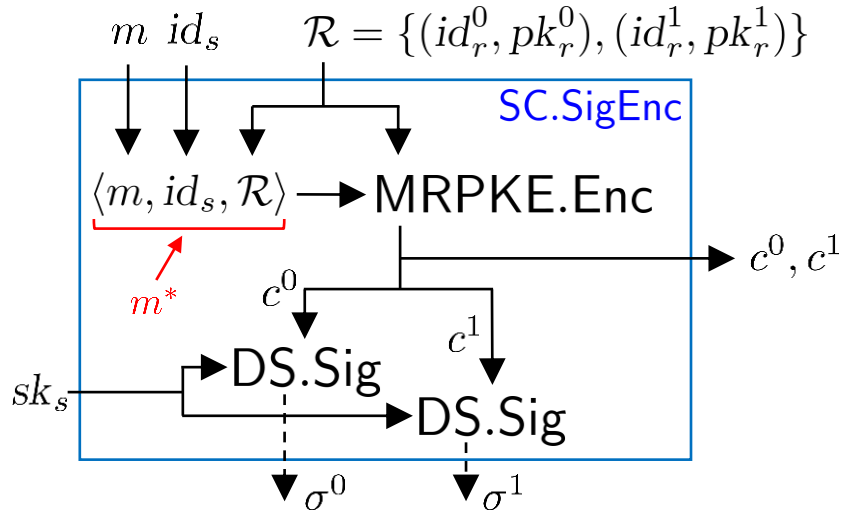 m id_s R = {(id_r^0, pk_r^0), (id_r^1, pk_r^1)}
SC.SigEnc
⟨m, id_s, R⟩ MRPKE.Enc
c^0, c^1
m*
c^0
c^1
DS.Sig
sk_s
DS.Sig
σ^0 σ^1